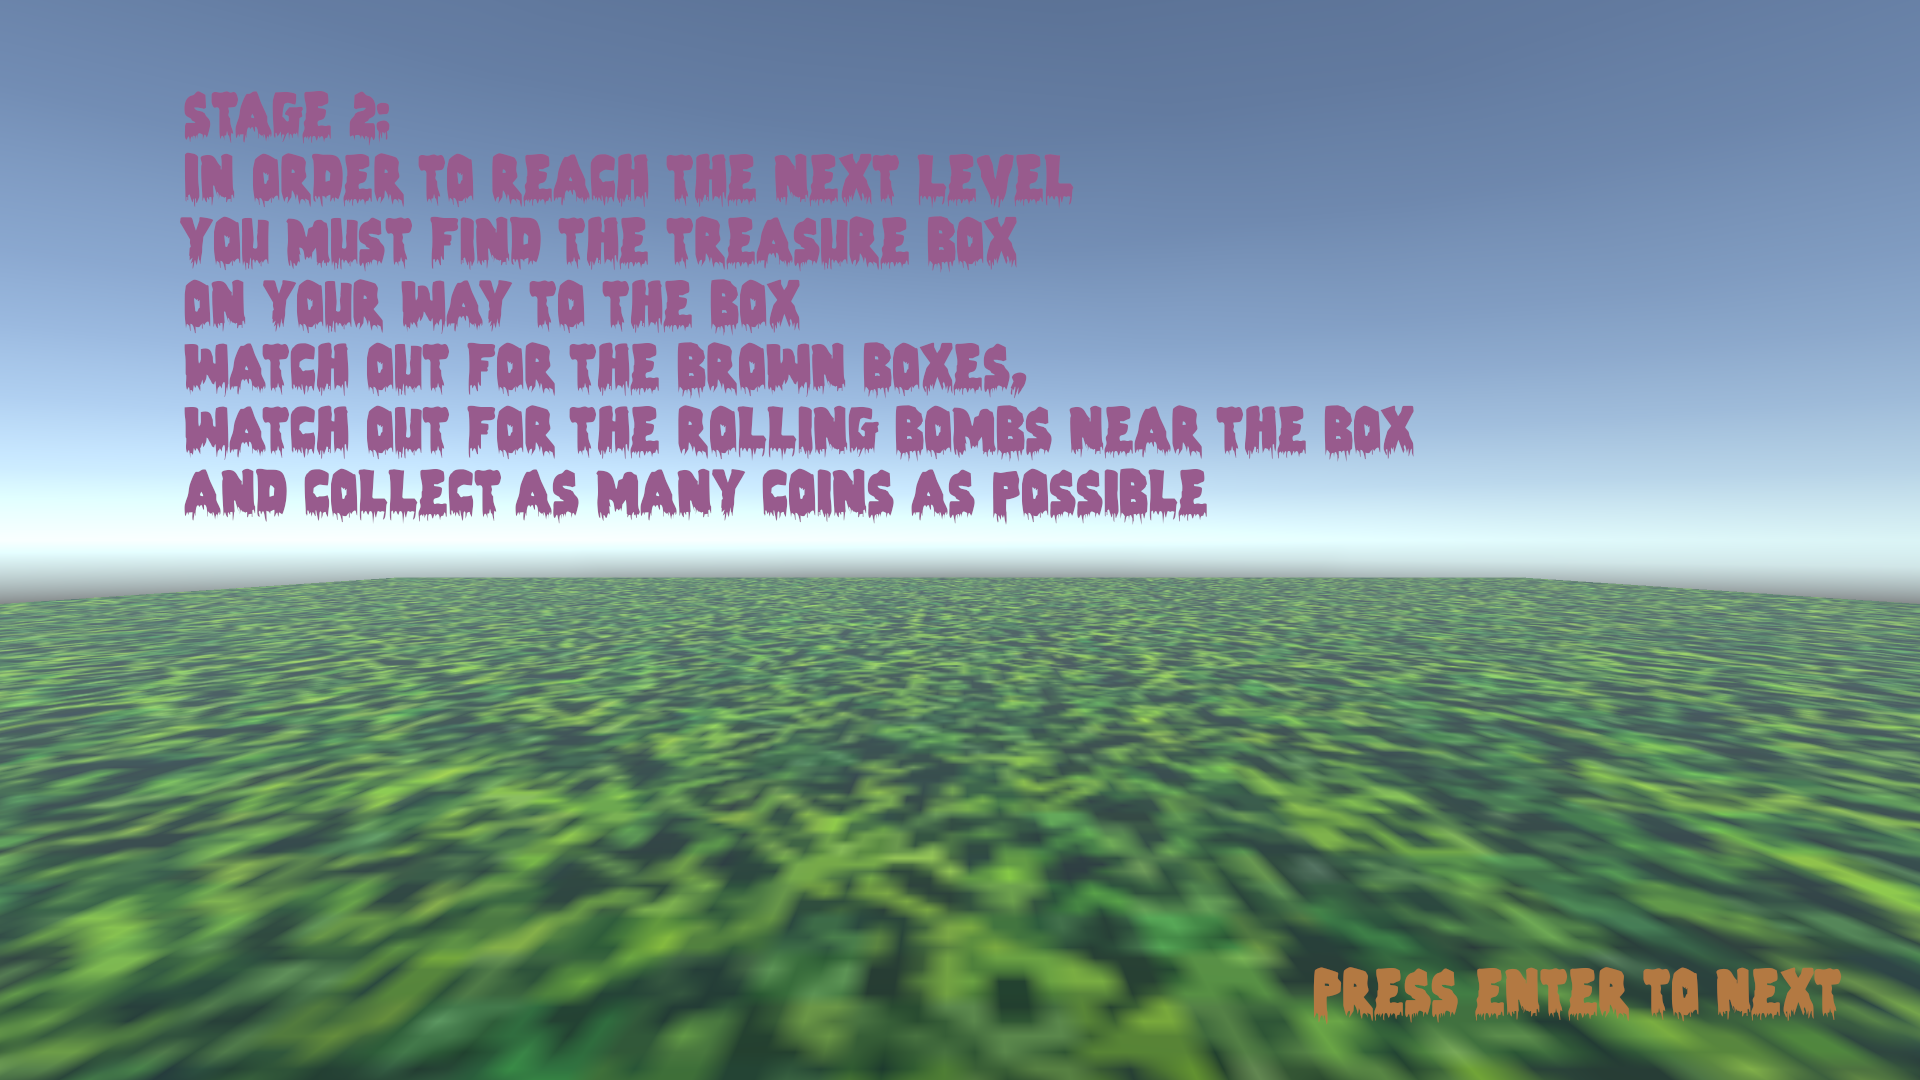 STAGE 2:
IN ORDER TO REACH THE NEXT LEVEL
YOU MUST FIND THE TREASURE BOX
ON YOUR WAY TO THE BOX
WATCH OUT FOR THE BROWN BOXES,
WATCH OUT FOR THE ROLLING BOMBS NEAR THE BOX
AND COLLECT AS MANY COINS AS POSSIBLE
PRESS ENTER TO NEXT